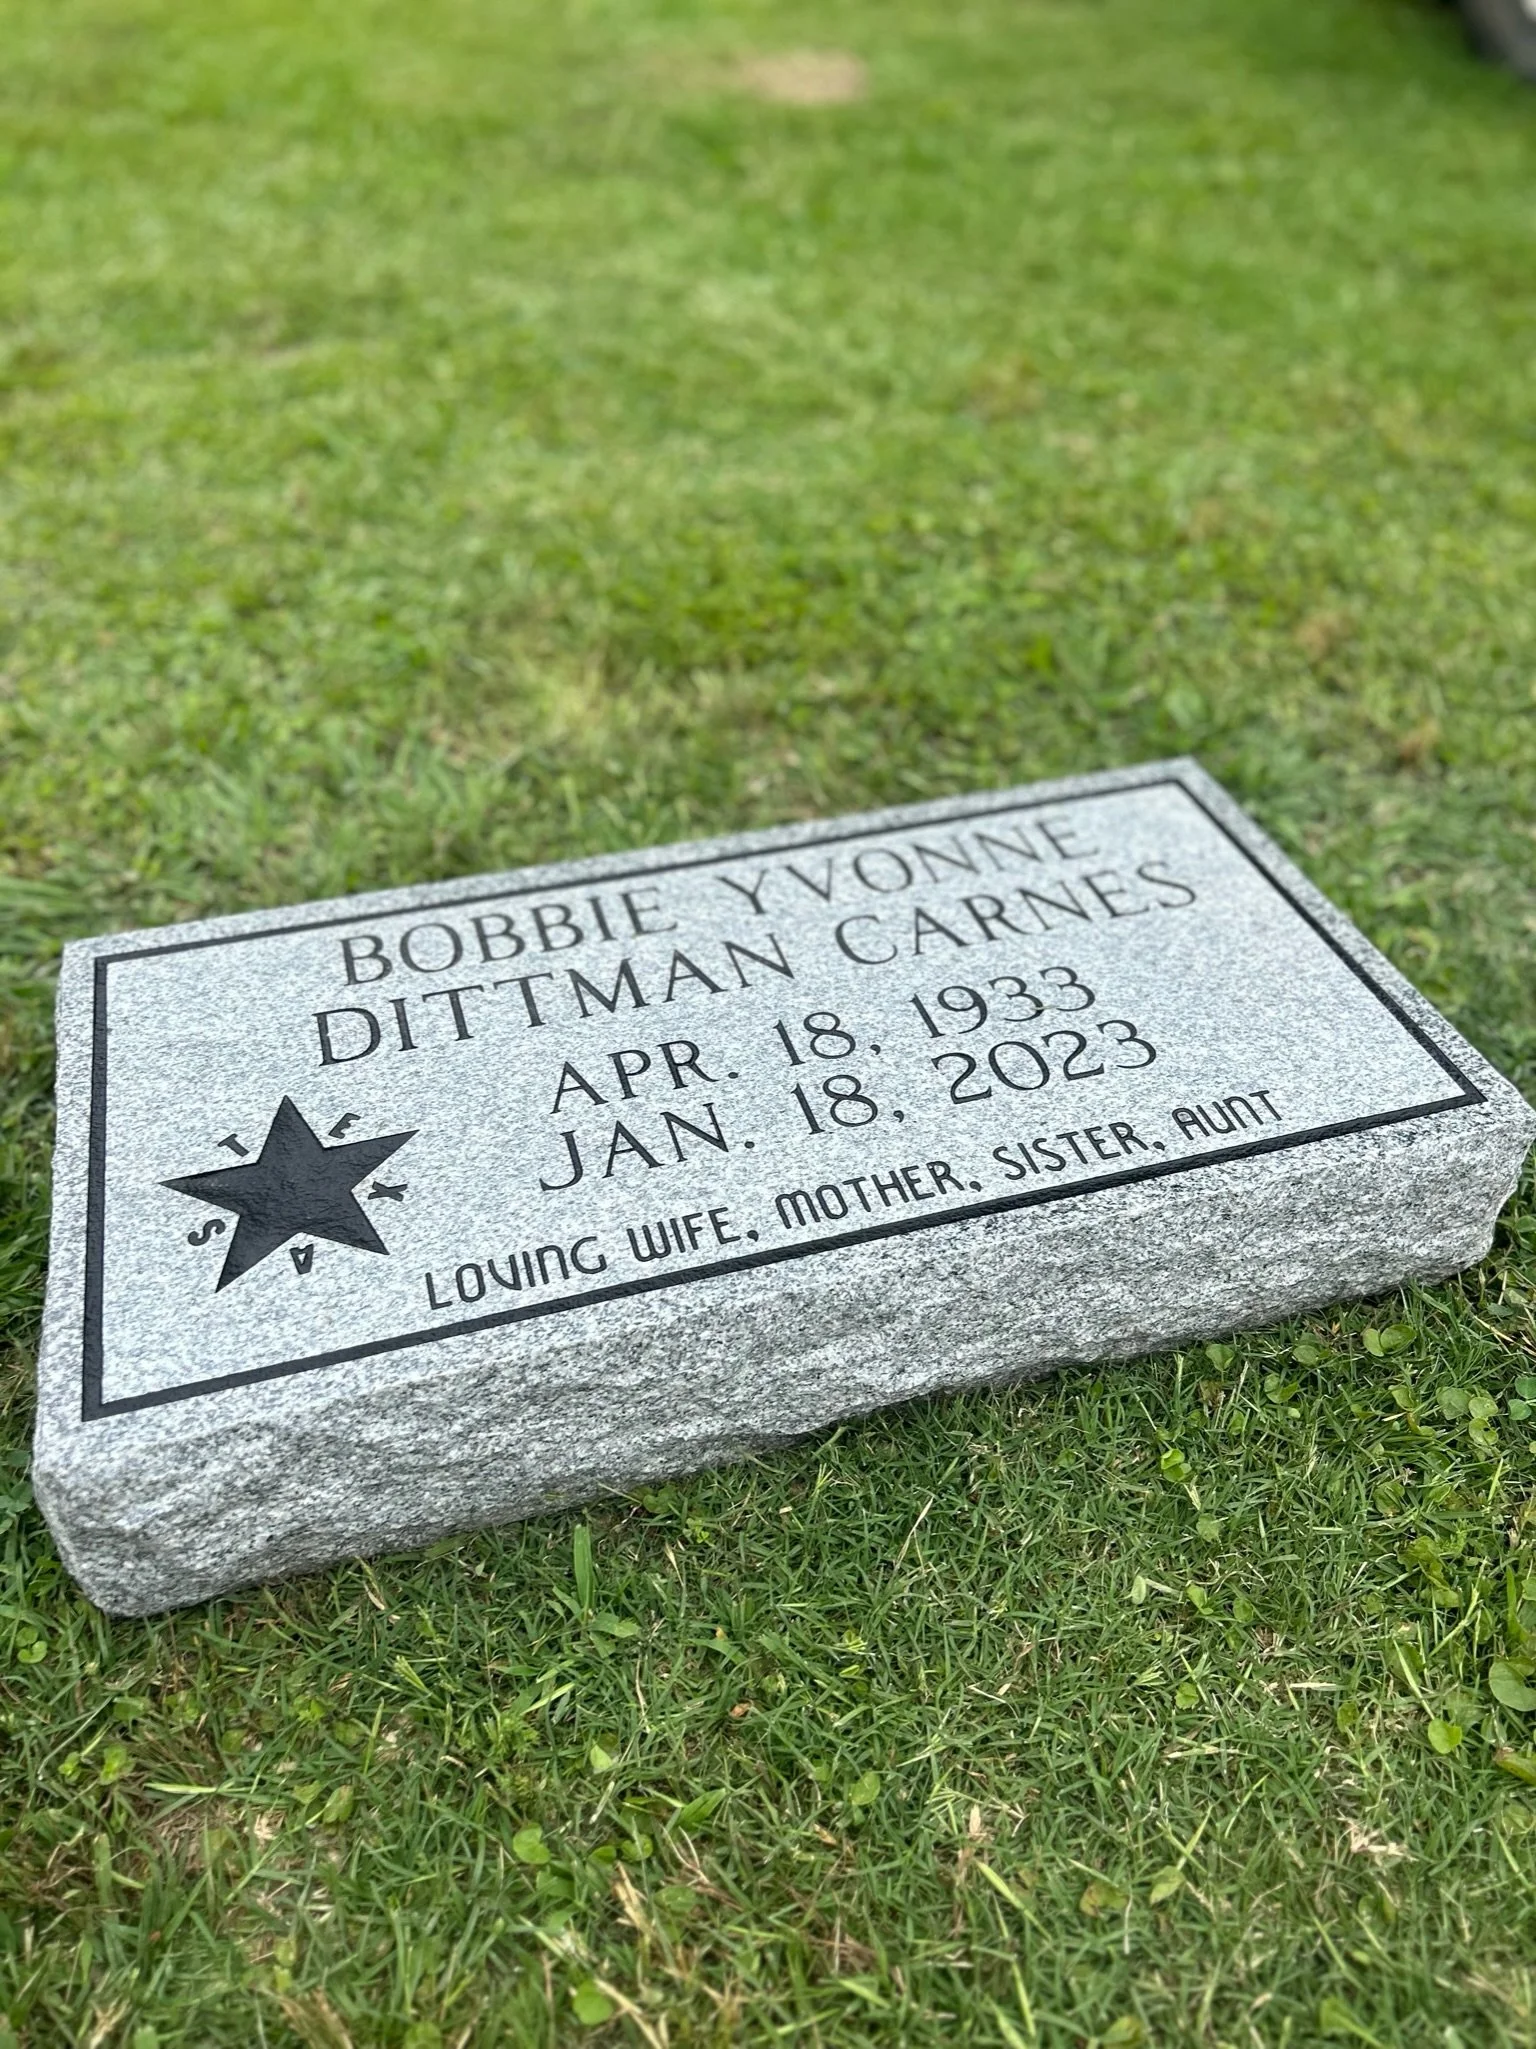 BOBBIE YVONNE
DITTMAN CARNES
APR. 18, 1933
JAN. 18, 2023
TEXAS
LOVING WIFE, MOTHER, SISTER, AUNT